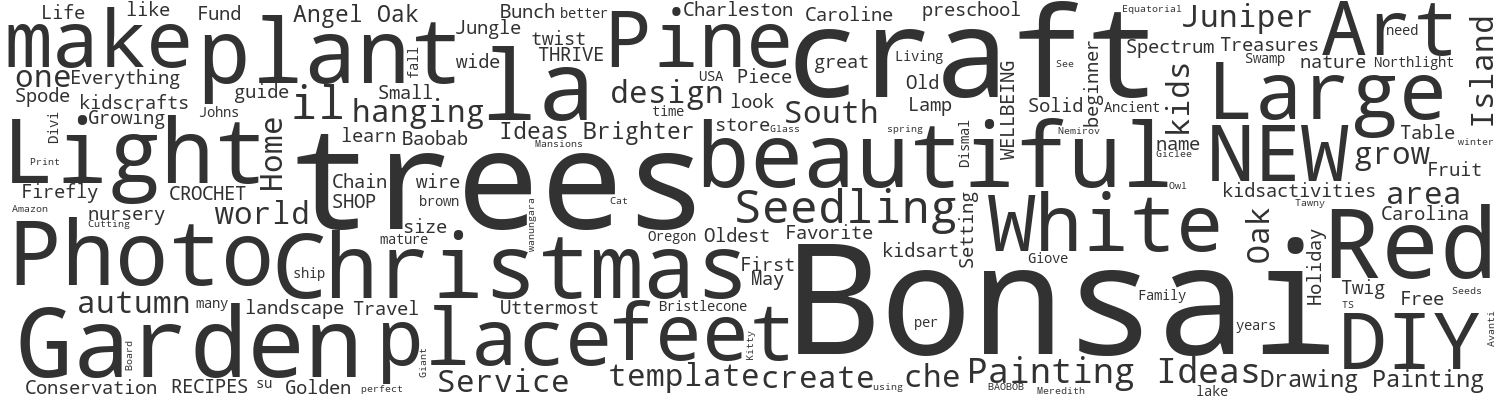 Life like Fund Angel Oak Bunch better Charleston Caroline preschool Equatorial Juniper
make plant Jungle twist THRIVE Pine craft Art need Island
one Everything wide la great Living See Spectrum Treasures Swamp nature Northlight
Spode kidscrafts guide il Small fall design USA Piece Old Lamp WELLBEING Solid beginner Ancient kids Large
Growing Johns hanging time look South
Light Divi Home learn Baobab Ideas Brighter Mansions store Glass spring Dismal Nemirov name Giclee NEW Table winter
Print trees beautiful grow Fruit
Firefly CROCHET Chain wire Owl kidsactivities area
Amazon nursery Cutting world SHOP brown Cat Seedling Setting White Tawny Carolina
Photo size mature wanungara Oregon Oldest Favorite kidsart Giove Oak Holiday Red
Christmas ship First May Bonsai
autumn many landscape Travel Uttermost Bristlecone Family Twig Free Seeds
Garden place feet Kitty per years TS DIY Avanti
Board Giant
Conservation RECIPES su Golden perfect Service template create using che Painting Ideas Drawing Painting
BAOBOB Meredith lake